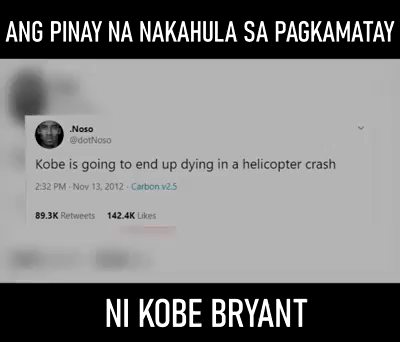 ANG PINAY NA NAKAHULA SA PAGKAMATAY
.Noso
@dotNoso
Kobe is going to end up dying in a helicopter crash
2:32 PM · Nov 13, 2012 · Carbon v2.5
89.3K Retweets 142.4K Likes
NI KOBE BRYANT